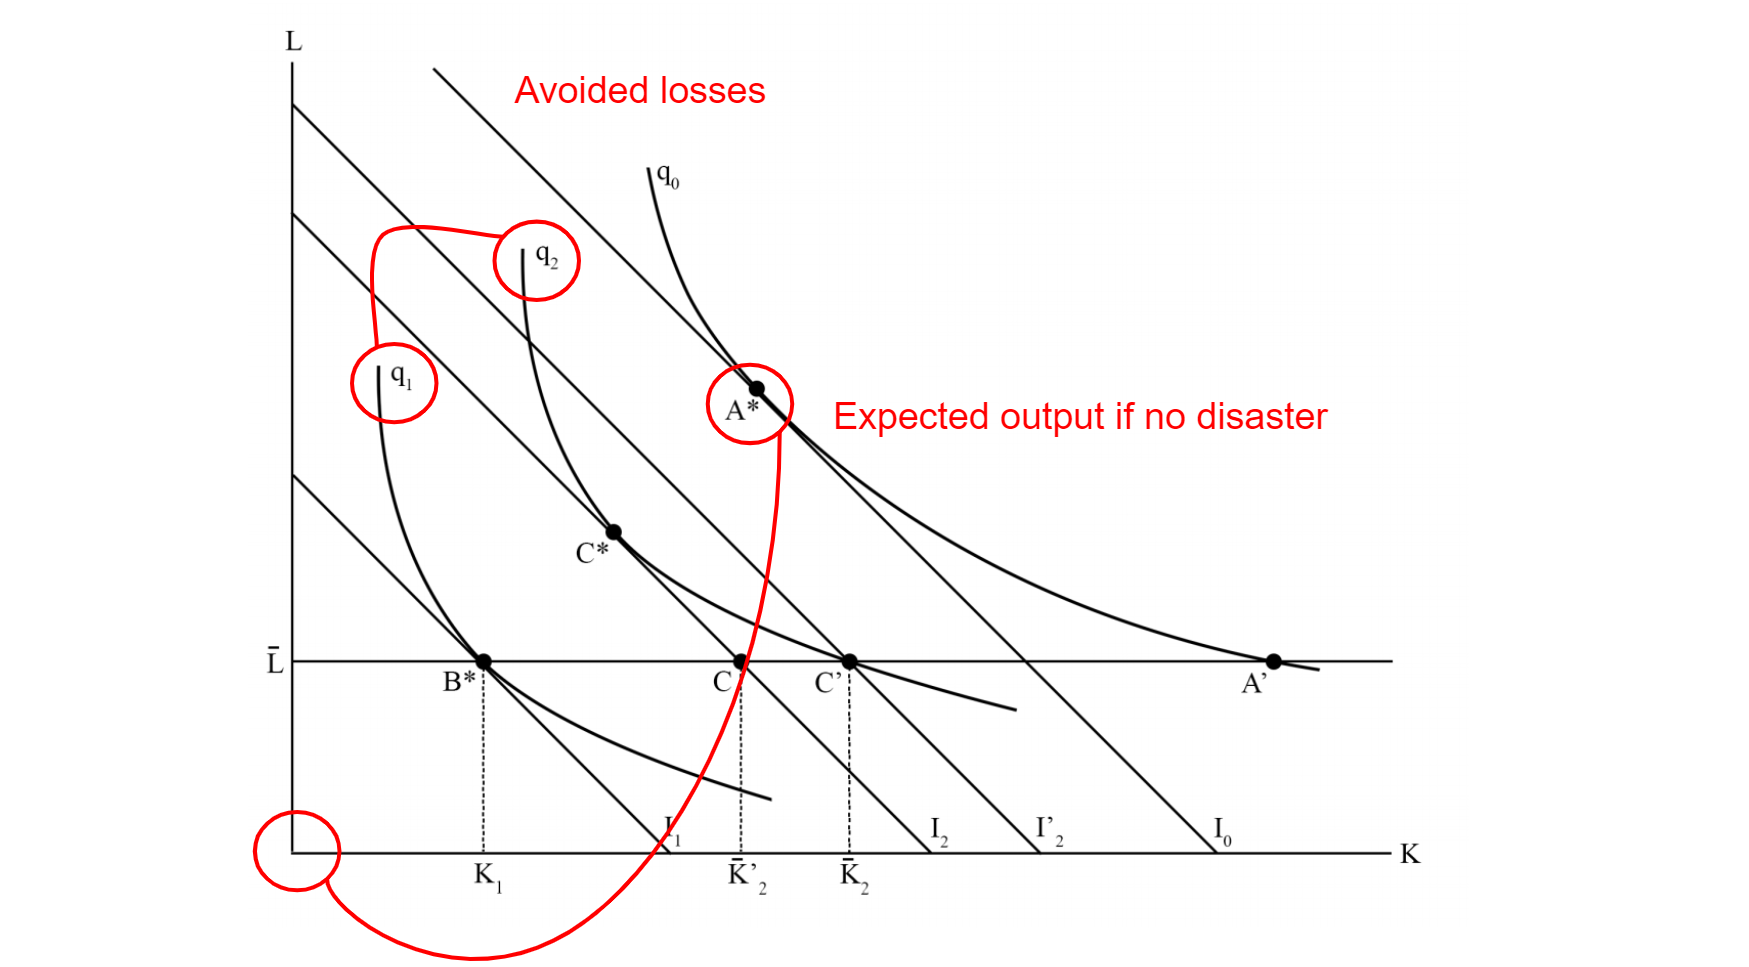 L
Avoided losses
q₀
q₂
q₁
A*
Expected output if no disaster
C*
L̄
B*
C
C’
A’
I₁
I₂
I’₂
I₀
K
K₁
K̄’₂
K̄₂